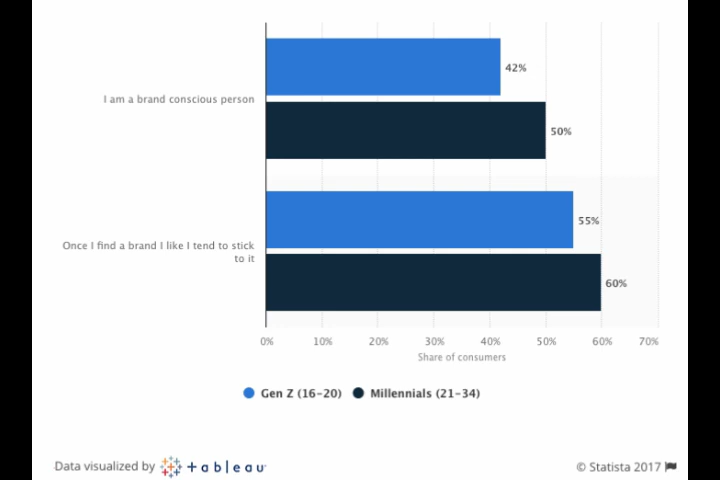 42%
I am a brand conscious person
50%
55%
Once I find a brand I like I tend to stick
to it
60%
0% 10% 20% 30% 40% 50% 60% 70%
Share of consumers
Gen Z (16-20) Millennials (21-34)
Data visualized by +ableau
© Statista 2017